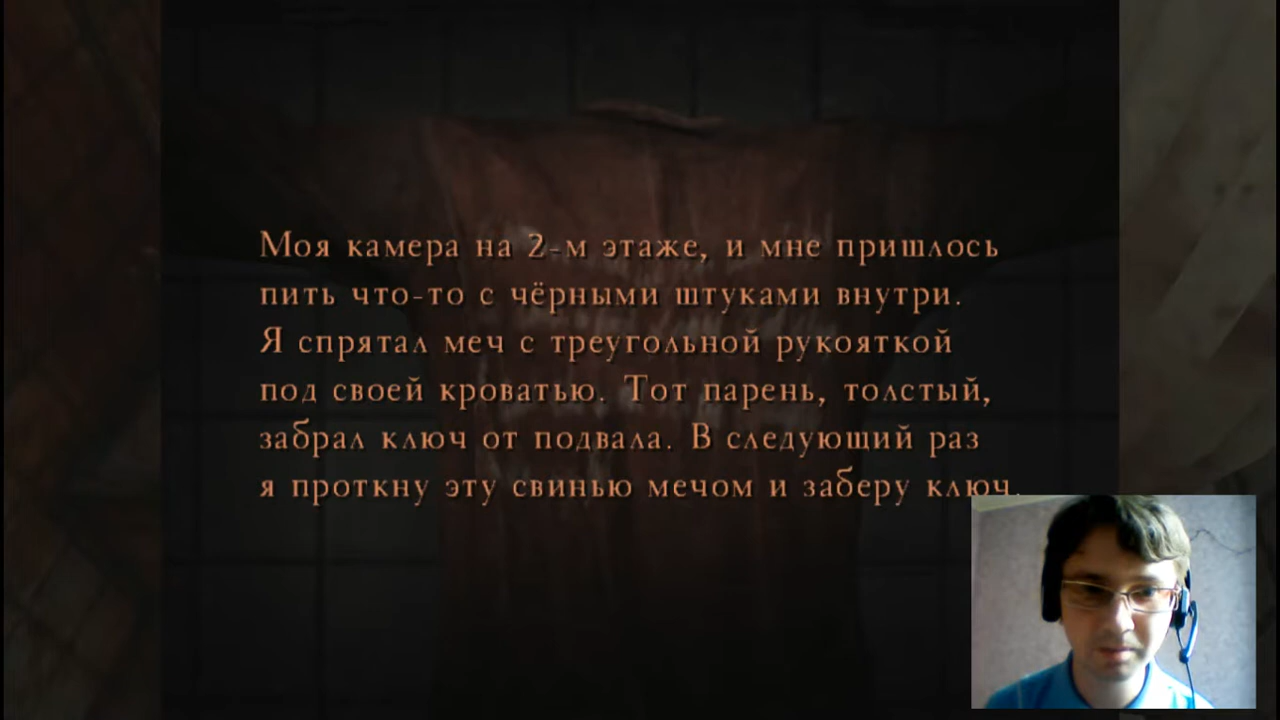 Моя камера на 2-м этаже, и мне пришлось
пить что-то с чёрными штуками внутри.
Я спрятал меч с треугольной рукояткой
под своей кроватью. Тот парень, толстый,
забрал ключ от подвала. В следующий раз
я проткну эту свинью мечом и заберу ключ.